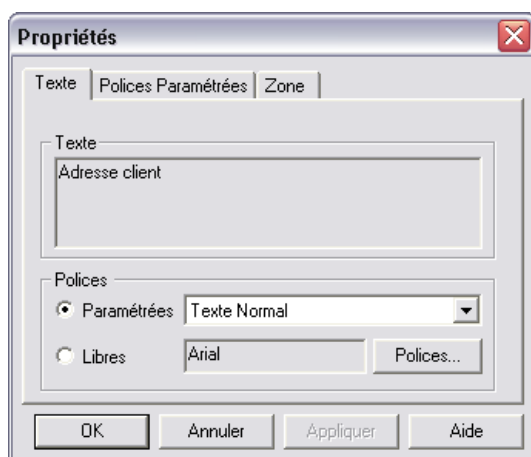 Propriétés
Texte Polices Paramétrées Zone
Texte
Adresse client
Polices
Paramétrées Texte Normal
Libres Arial Polices...
OK Annuler Appliquer Aide